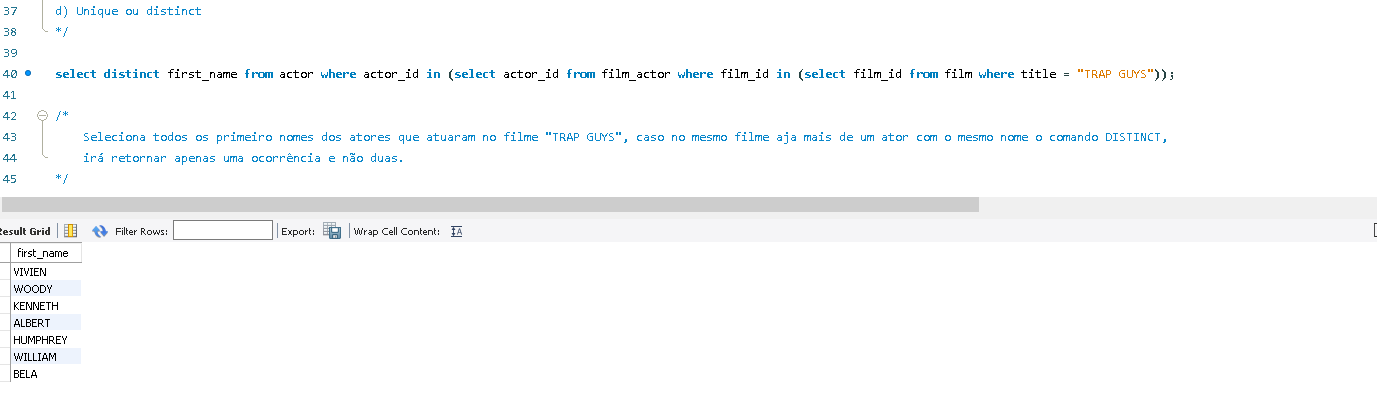 37 d) Unique ou distinct
38 */
39
40 select distinct first_name from actor where actor_id in (select actor_id from film_actor where film_id in (select film_id from film where title = "TRAP GUYS"));
41
42 /*
43 Seleciona todos os primeiro nomes dos atores que atuaram no filme "TRAP GUYS", caso no mesmo filme aja mais de um ator com o mesmo nome o comando DISTINCT,
44 irá retornar apenas uma ocorrência e não duas.
45 */
Result Grid Filter Rows: Export: Wrap Cell Content:
first_name
VIVIEN
WOODY
KENNETH
ALBERT
HUMPHREY
WILLIAM
BELA